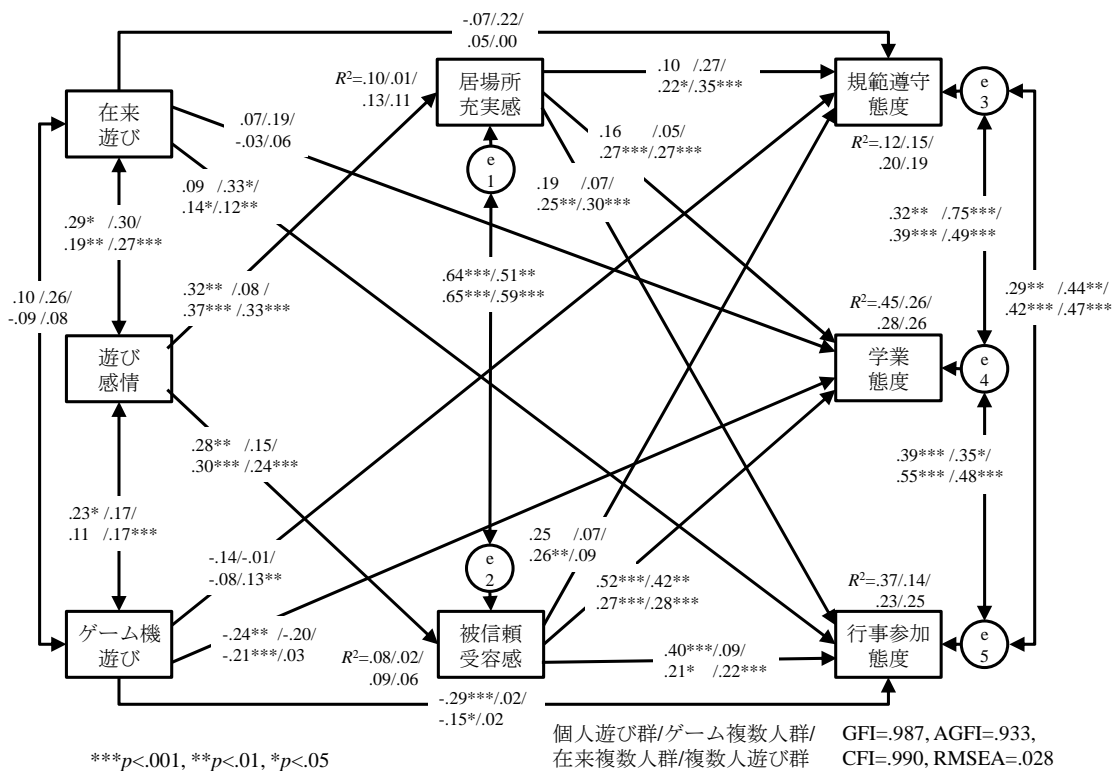 -.07/.22/
.05/.00
居場所
充実感
R²=.10/.01/
.13/.11
.10 /.27/
.22*/.35***
規範遵守
態度
e
3
在来
遊び
.07/.19/
-.03/.06
.16 /.05/
.27***/.27***
R²=.12/.15/
.20/.19
e
1
.09 /.33*/
.14*/.12**
.19 /.07/
.25**/.30***
.29* /.30/
.19** /.27***
.32** /.75***/
.39*** /.49***
.64***/.51**
.65***/.59***
.10 /.26/
-.09 /.08
.32** /.08 /
.37*** /.33***
.29** /.44**/
.42*** /.47***
R²=.45/.26/
.28/.26
遊び
感情
学業
態度
e
4
.28** /.15/
.30*** /.24***
.39*** /.35*/
.55*** /.48***
.23* /.17/
.11 /.17***
-.14/-.01/
-.08/.13**
e
2
.25 /.07/
.26**/.09
.52***/.42**
.27***/.28***
R²=.37/.14/
.23/.25
ゲーム機
遊び
-.24** /-.20/
-.21***/.03
R²=.08/.02/
.09/.06
被信頼
受容感
.40***/.09/
.21* /.22***
行事参加
態度
e
5
-.29***/.02/
-.15*/.02
***p<.001, **p<.01, *p<.05
個人遊び群/ゲーム複数人群/
在来複数人群/複数人遊び群
GFI=.987, AGFI=.933,
CFI=.990, RMSEA=.028